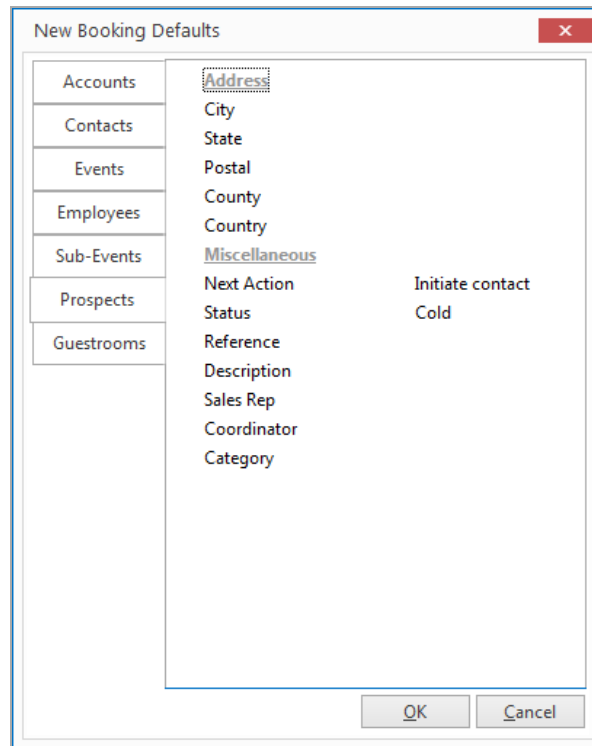 New Booking Defaults
Accounts
Contacts
Events
Employees
Sub-Events
Prospects
Guestrooms
Address
City
State
Postal
County
Country
Miscellaneous
Next Action Initiate contact
Status Cold
Reference
Description
Sales Rep
Coordinator
Category
OK Cancel